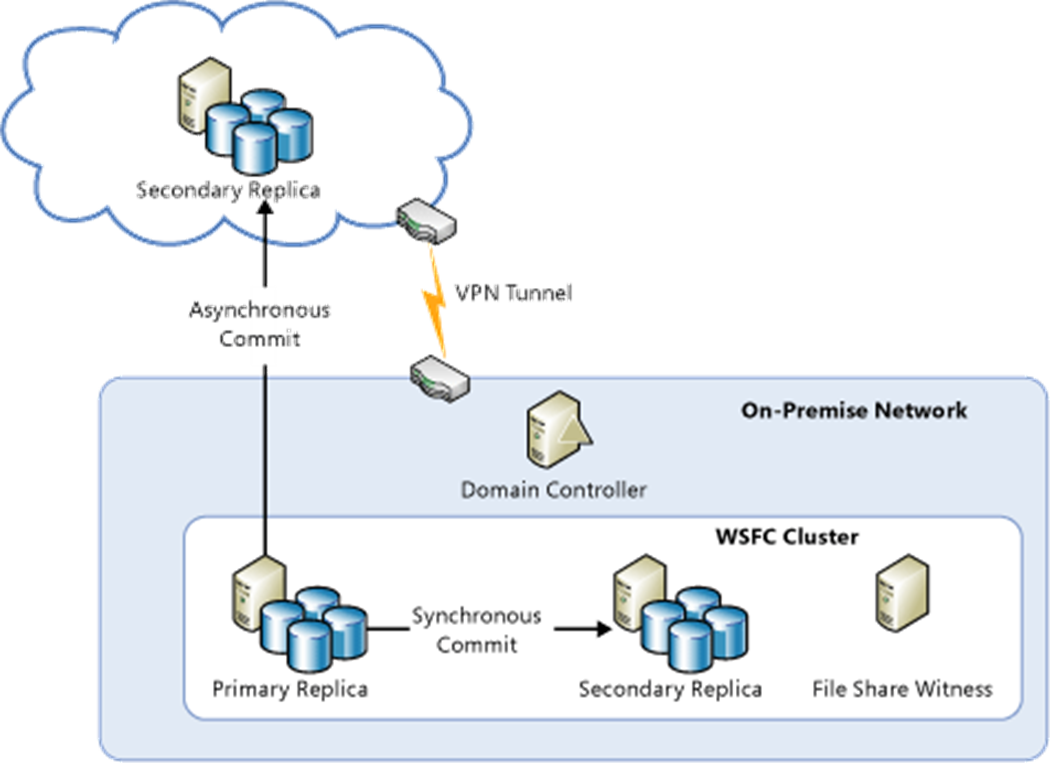 Secondary Replica
Asynchronous
Commit
VPN Tunnel
On-Premise Network
Domain Controller
WSFC Cluster
Synchronous
Commit
Primary Replica
Secondary Replica
File Share Witness